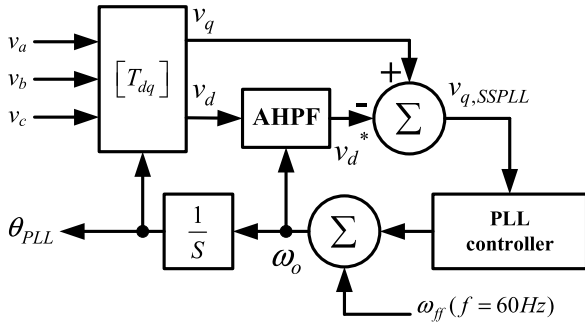 v_a
v_b
v_c
[T_dq]
v_q
v_d
AHPF
v_d*
+
-
Σ
v_q,SSPLL
PLL
controller
Σ
ω_o
1/S
θ_PLL
ω_ff (f = 60Hz)